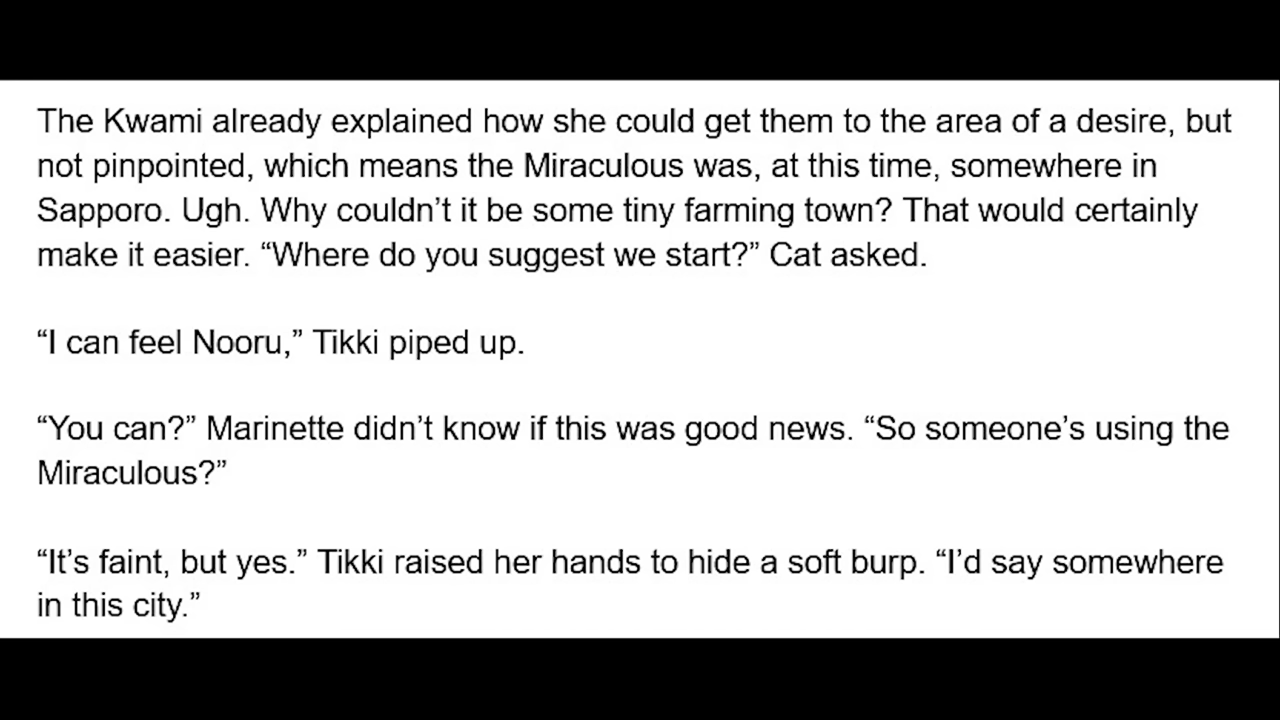 The Kwami already explained how she could get them to the area of a desire, but
not pinpointed, which means the Miraculous was, at this time, somewhere in
Sapporo. Ugh. Why couldn’t it be some tiny farming town? That would certainly
make it easier. “Where do you suggest we start?” Cat asked.
“I can feel Nooru,” Tikki piped up.
“You can?” Marinette didn’t know if this was good news. “So someone’s using the
Miraculous?”
“It’s faint, but yes.” Tikki raised her hands to hide a soft burp. “I’d say somewhere
in this city.”